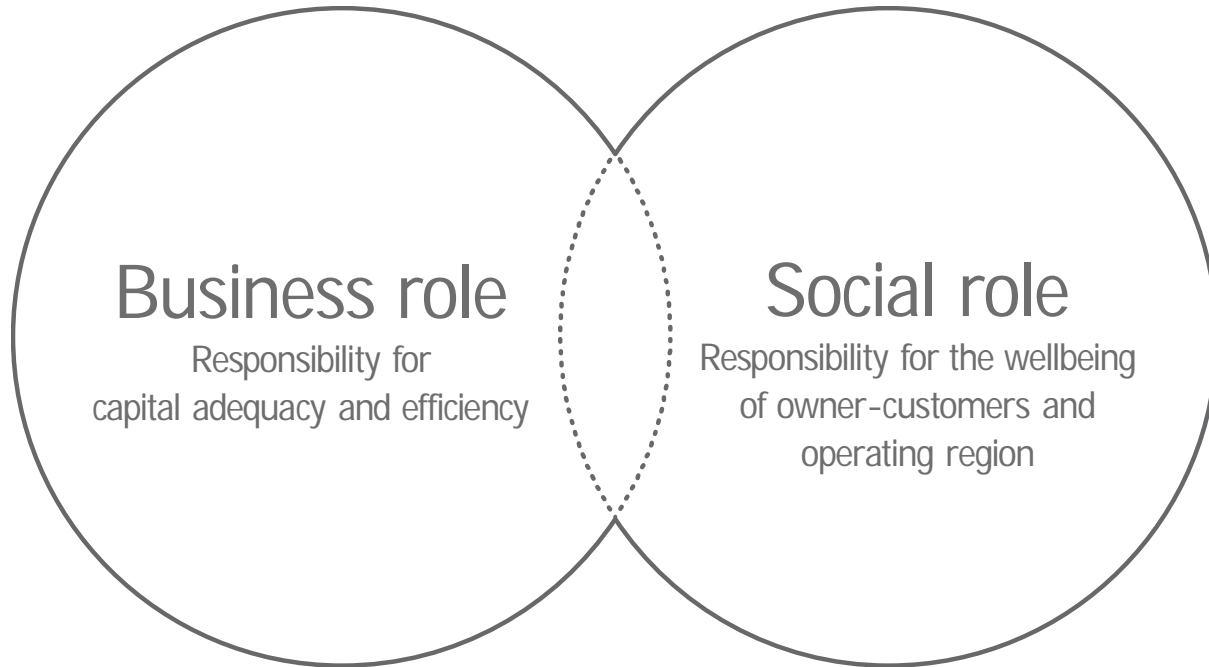 Business role
Responsibility for
capital adequacy and efficiency
Social role
Responsibility for the wellbeing
of owner-customers and
operating region